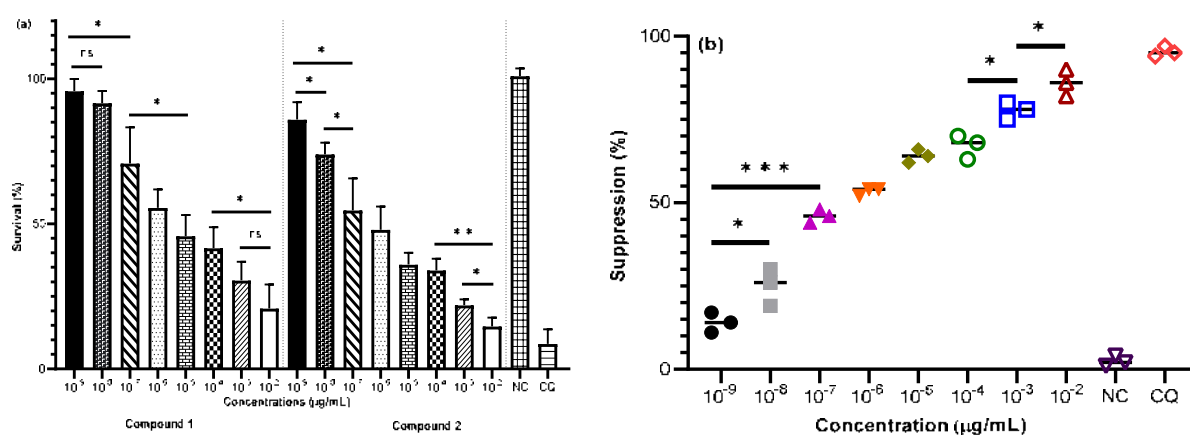 (a)
Survival (%)
100
50
0
*
ns
*
*
ns
*
*
*
* *
*
10⁻⁹ 10⁻⁸ 10⁻⁷ 10⁻⁶ 10⁻⁵ 10⁻⁴ 10⁻³ 10⁻² 10⁻⁹ 10⁻⁸ 10⁻⁷ 10⁻⁶ 10⁻⁵ 10⁻⁴ 10⁻³ 10⁻² NC CQ
Concentrations (µg/mL)
Compound 1 Compound 2
(b)
Suppression (%)
100
50
0
*
* * *
*
*
10⁻⁹ 10⁻⁸ 10⁻⁷ 10⁻⁶ 10⁻⁵ 10⁻⁴ 10⁻³ 10⁻² NC CQ
Concentration (µg/mL)